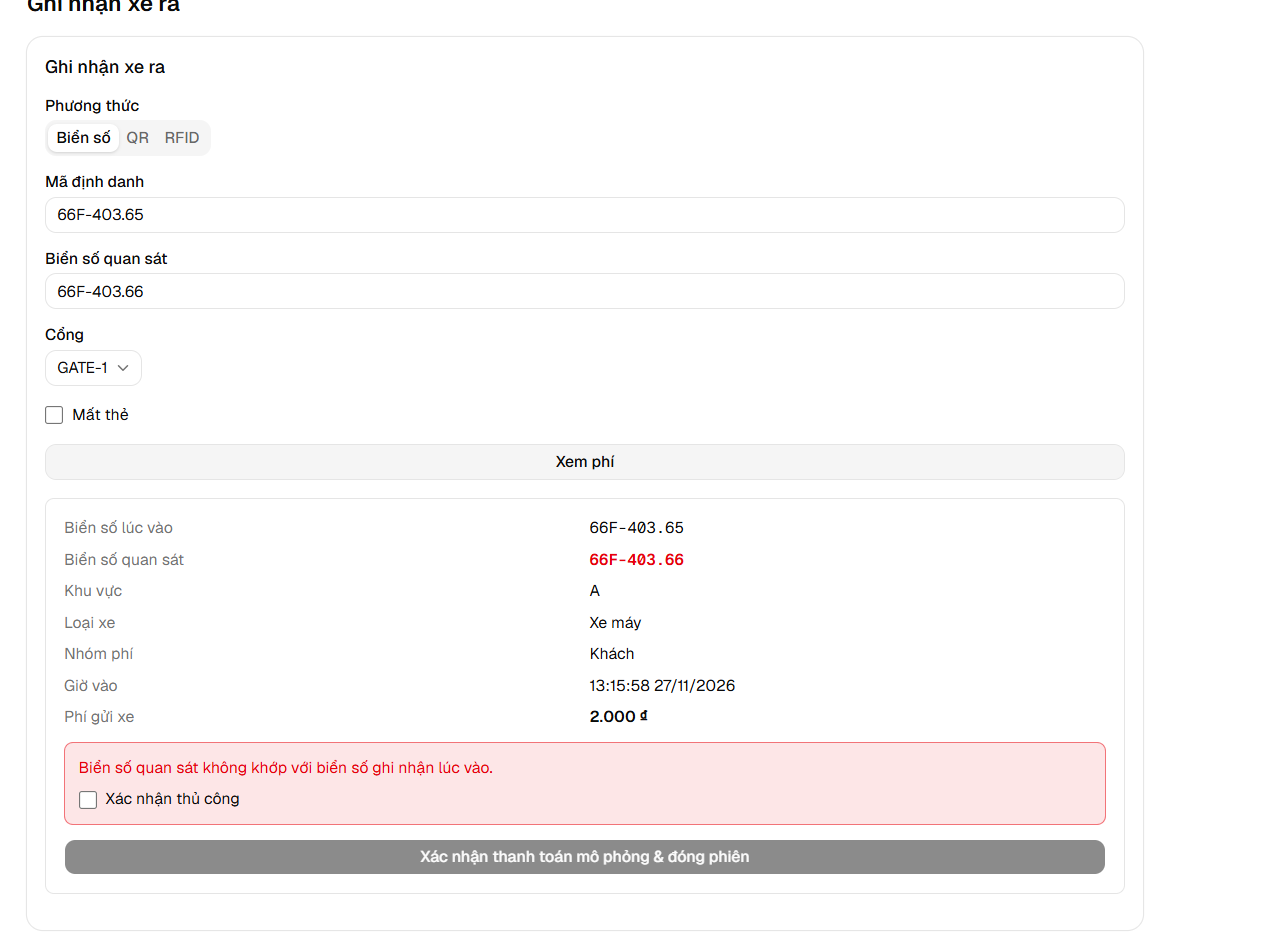 Ghi nhận xe ra
Ghi nhận xe ra
Phương thức
Biển số QR RFID
Mã định danh
66F-403.65
Biển số quan sát
66F-403.66
Cổng
GATE-1
Mất thẻ
Xem phí
Biển số lúc vào 66F-403.65
Biển số quan sát 66F-403.66
Khu vực A
Loại xe Xe máy
Nhóm phí Khách
Giờ vào 13:15:58 27/11/2026
Phí gửi xe 2.000 ₫
Biển số quan sát không khớp với biển số ghi nhận lúc vào.
Xác nhận thủ công
Xác nhận thanh toán mô phỏng & đóng phiên